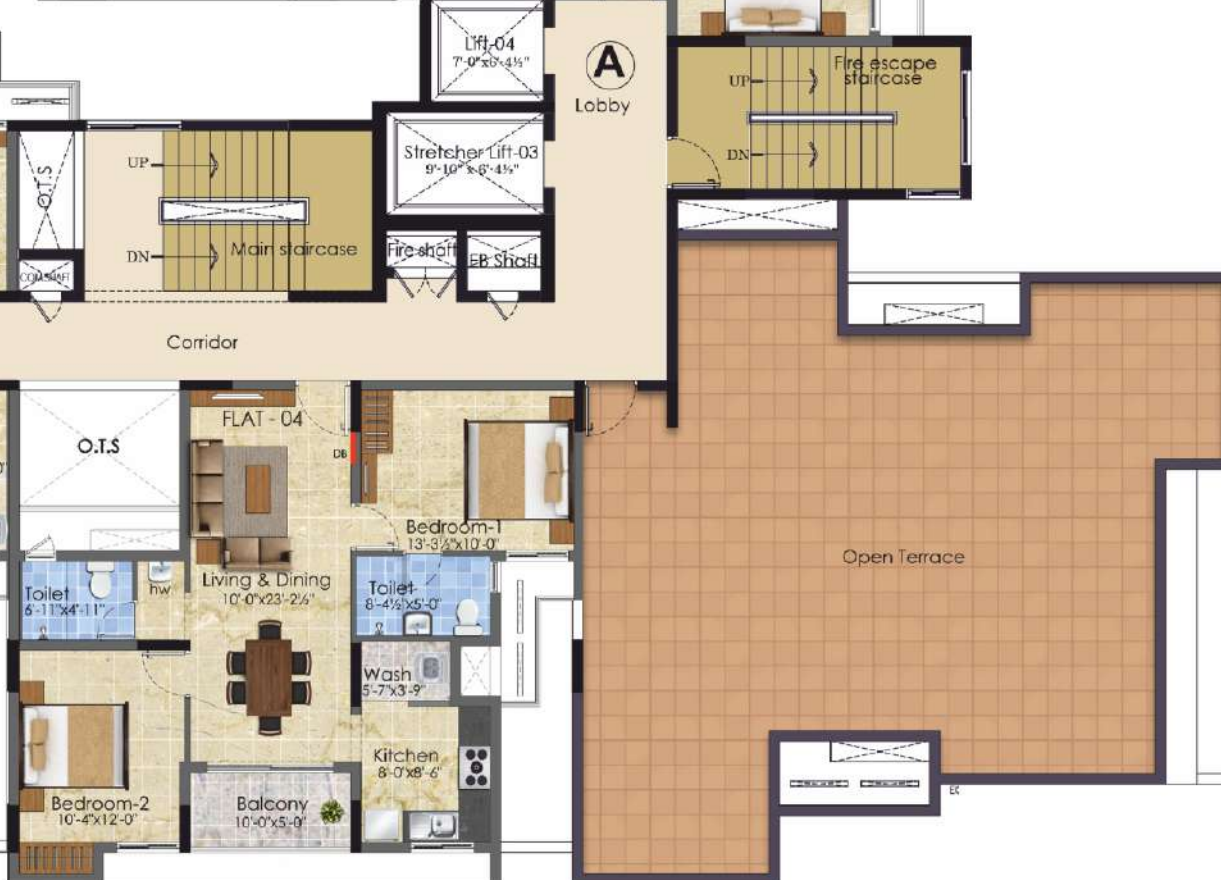 Lift-04
7'-0"x6'-4½"
A
Lobby
UP
Fire escape
staircase
DN
O.T.S
UP
Stretcher Lift-03
9'-10" x 6'-4½"
DN
Main staircase
Fire shaft
EB Shaft
Corridor
O.T.S
FLAT - 04
DB
Bedroom-1
13'-3½"x10'-0"
Open Terrace
Toilet
6'-11"x4'-11"
hw
Living & Dining
10'-0"x23'-2½"
Toilet
8'-4½"x5'-0"
Wash
5'-7"x3'-9"
Kitchen
8'-0"x8'-6"
Bedroom-2
10'-4"x12'-0"
Balcony
10'-0"x5'-0"